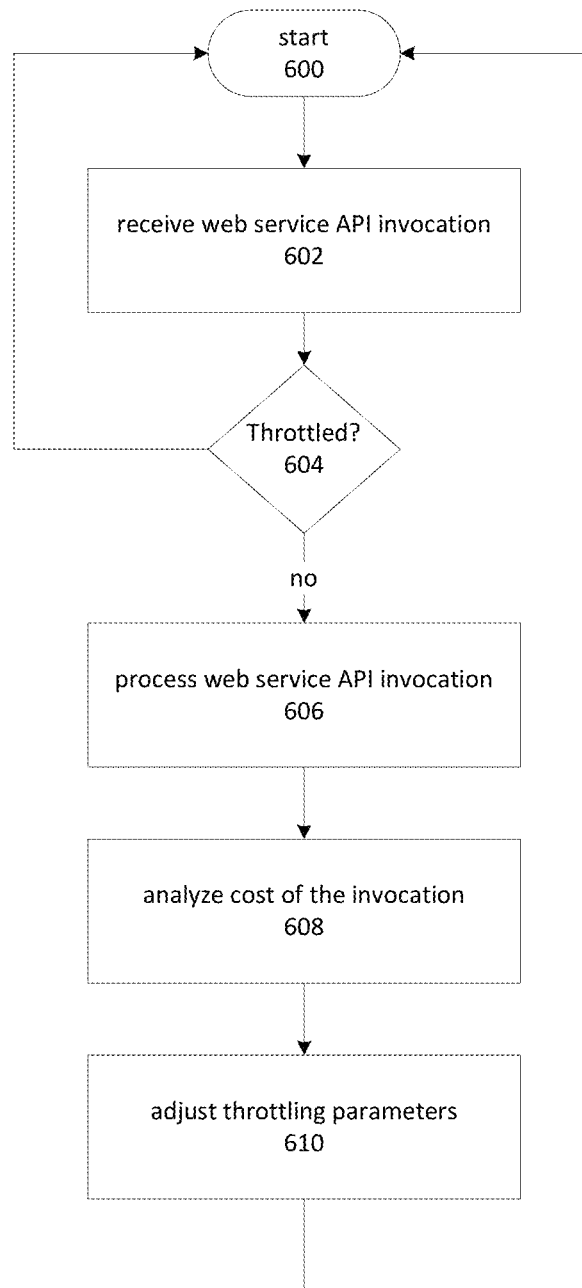 start
600
receive web service API invocation
602
Throttled?
604
no
process web service API invocation
606
analyze cost of the invocation
608
adjust throttling parameters
610